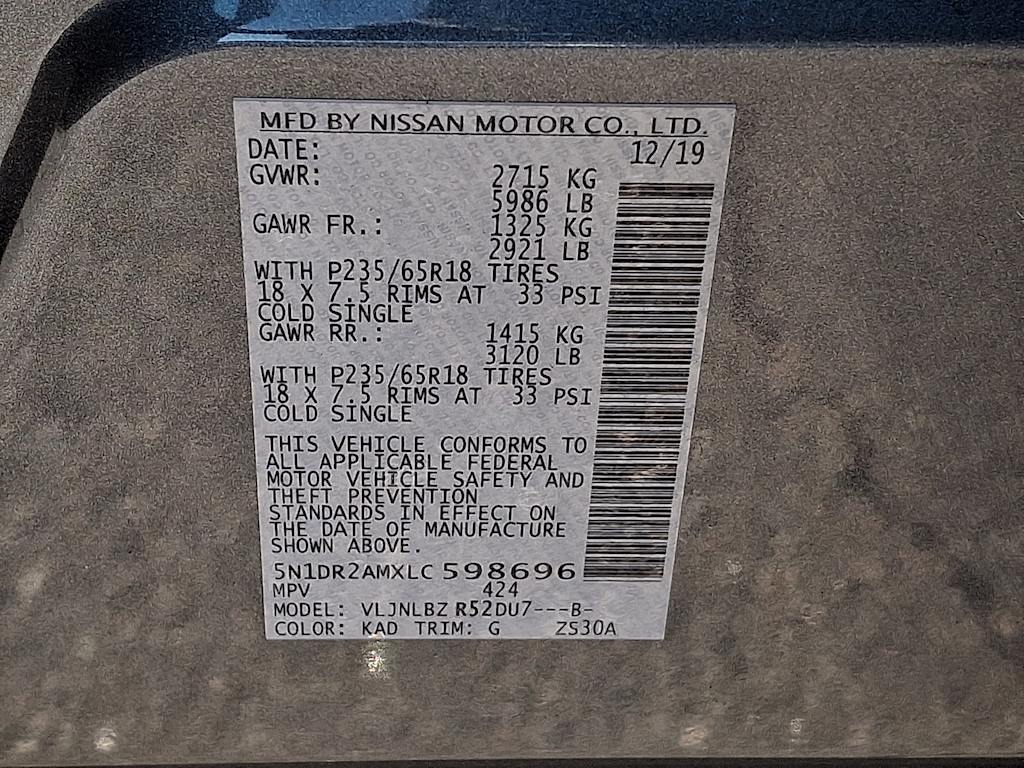 MFD BY NISSAN MOTOR CO., LTD.
DATE: 12/19
GVWR: 2715 KG
5986 LB
GAWR FR.: 1325 KG
2921 LB
WITH P235/65R18 TIRES
18 X 7.5 RIMS AT 33 PSI
COLD SINGLE
GAWR RR.: 1415 KG
3120 LB
WITH P235/65R18 TIRES
18 X 7.5 RIMS AT 33 PSI
COLD SINGLE
THIS VEHICLE CONFORMS TO
ALL APPLICABLE FEDERAL
MOTOR VEHICLE SAFETY AND
THEFT PREVENTION
STANDARDS IN EFFECT ON
THE DATE OF MANUFACTURE
SHOWN ABOVE.
5N1DR2AMXLC 598696
MPV 424
MODEL: VLJNLBZ R52DU7---B-
COLOR: KAD TRIM: G ZS30A